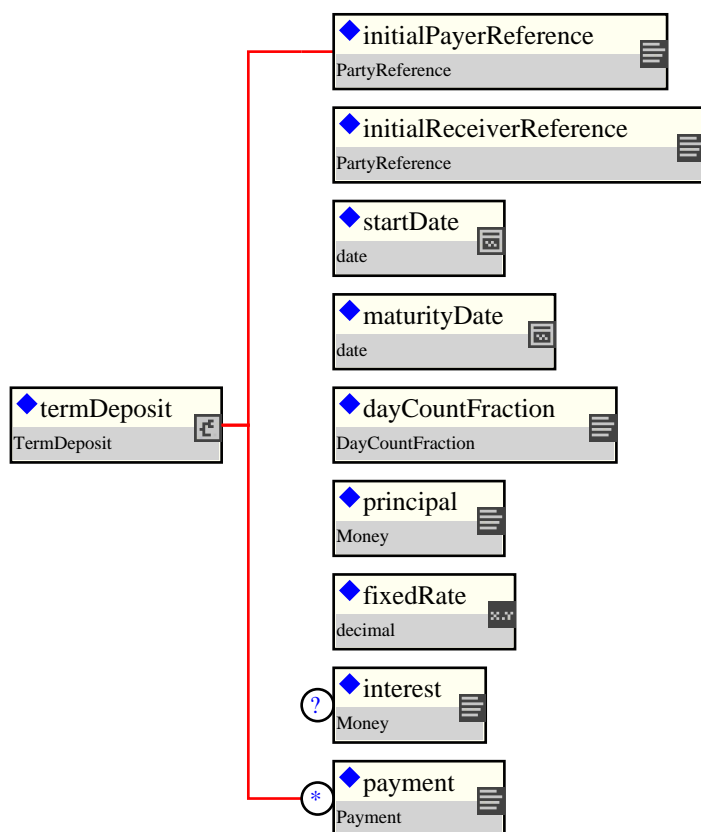 initialPayerReference
PartyReference
initialReceiverReference
PartyReference
startDate
date
maturityDate
date
termDeposit
TermDeposit
dayCountFraction
DayCountFraction
principal
Money
fixedRate
x.y
decimal
?
interest
Money
*
payment
Payment